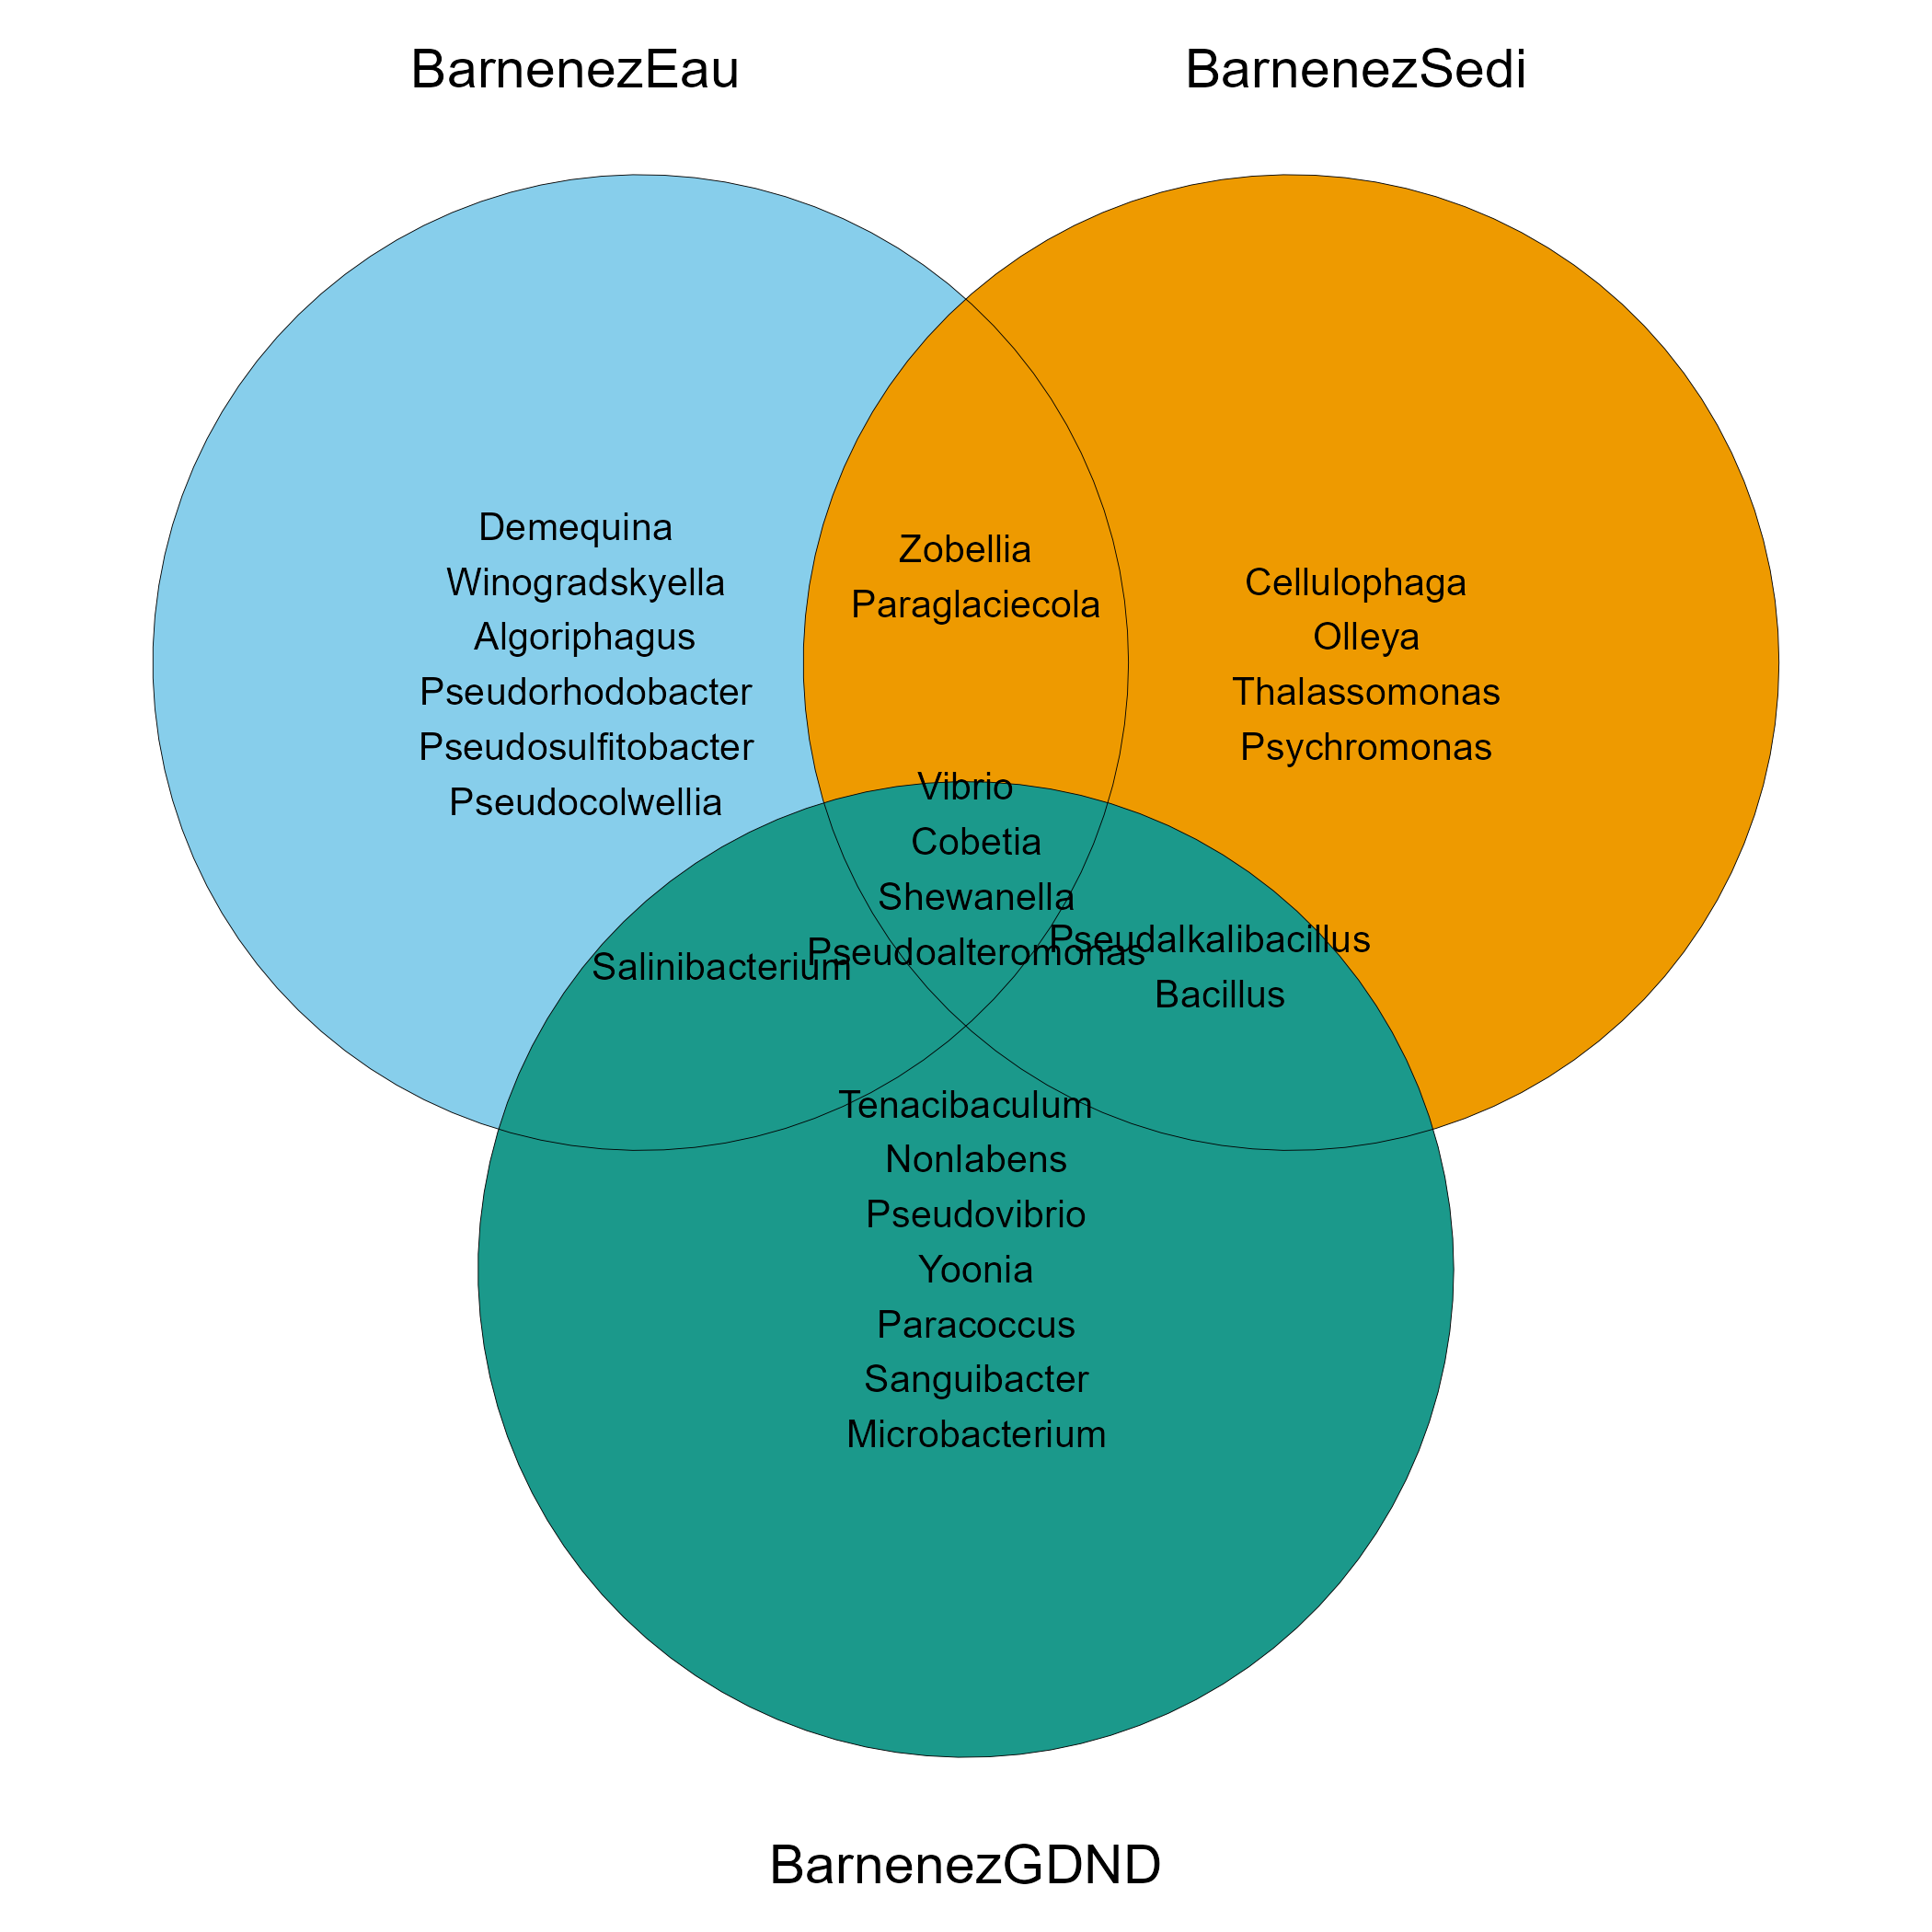 BarnenezEau
BarnenezSedi
Demequina
Winogradskyella
Algoriphagus
Pseudorhodobacter
Pseudosulfitobacter
Pseudocolwellia
Zobellia
Paraglaciecola
Cellulophaga
Olleya
Thalassomonas
Psychromonas
Vibrio
Cobetia
Shewanella
Pseudoalteromonas
Salinibacterium
Pseudalkalibacillus
Bacillus
Tenacibaculum
Nonlabens
Pseudovibrio
Yoonia
Paracoccus
Sanguibacter
Microbacterium
BarnenezGDND